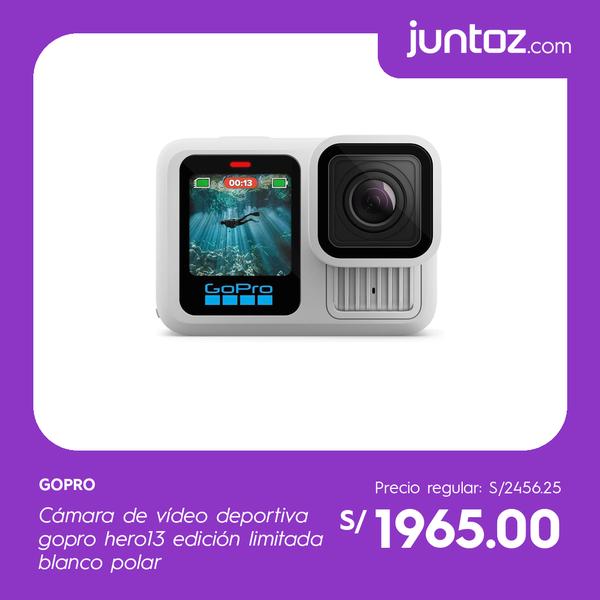 juntoz.com
00:13
GoPro
GOPRO
Cámara de vídeo deportiva
gopro hero13 edición limitada
blanco polar
Precio regular: S/2456.25
S/1965.00